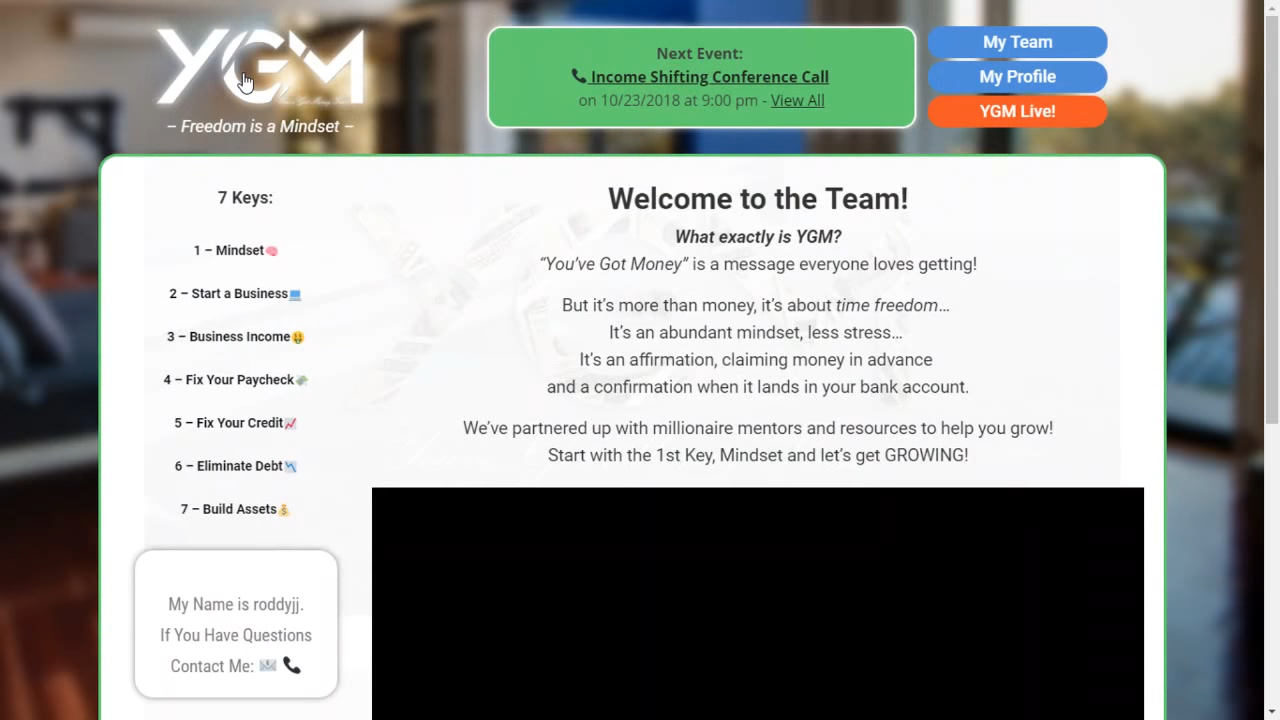 YGM
– Freedom is a Mindset –
Next Event:
Income Shifting Conference Call
on 10/23/2018 at 9:00 pm - View All
My Team
My Profile
YGM Live!
7 Keys:
1 – Mindset
2 – Start a Business
3 – Business Income
4 – Fix Your Paycheck
5 – Fix Your Credit
6 – Eliminate Debt
7 – Build Assets
My Name is roddyjj.
If You Have Questions
Contact Me:
Welcome to the Team!
What exactly is YGM?
“You’ve Got Money” is a message everyone loves getting!
But it’s more than money, it’s about time freedom…
It’s an abundant mindset, less stress…
It’s an affirmation, claiming money in advance
and a confirmation when it lands in your bank account.
We’ve partnered up with millionaire mentors and resources to help you grow!
Start with the 1st Key, Mindset and let’s get GROWING!